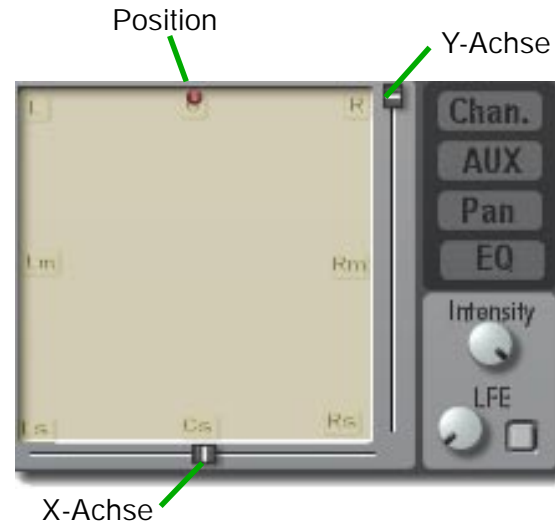 Position
Y-Achse
L
R
Chan.
AUX
Pan
Lm
Rm
EQ
Intensity
LFE
Ls
Cs
Rs
X-Achse